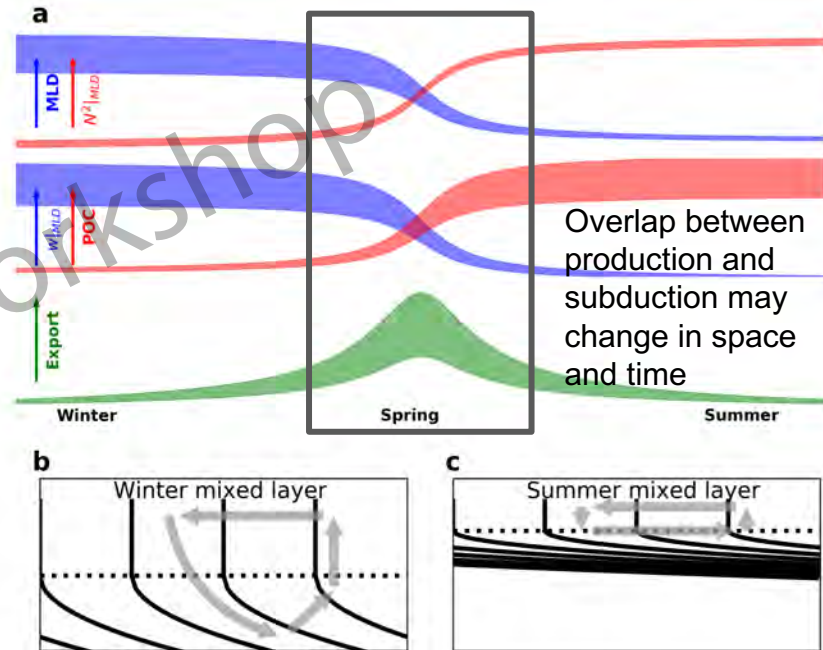 a
MLD
N²|MLD
w|MLD
POC
Export
Overlap between
production and
subduction may
change in space
and time
Winter
Spring
Summer
b
Winter mixed layer
c
Summer mixed layer
orkshop